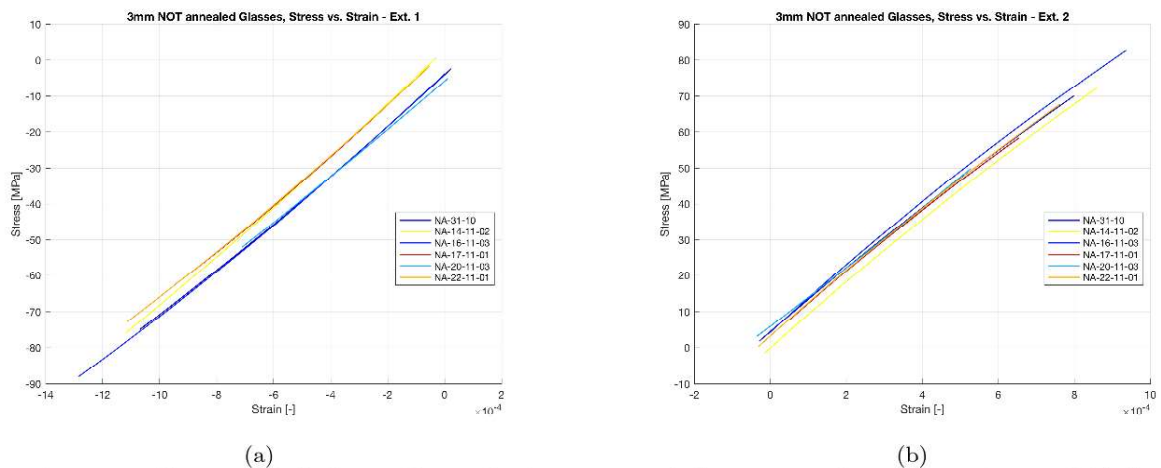 3mm NOT annealed Glasses, Stress vs. Strain - Ext. 1
10
0
-10
-20
-30
-40
-50
-60
-70
-80
-90
Stress [MPa]
-14 -12 -10 -8 -6 -4 -2 0 2
Strain [-]
×10⁻⁴
NA-31-10
NA-14-11-02
NA-16-11-03
NA-17-11-01
NA-20-11-03
NA-22-11-01
(a)
3mm NOT annealed Glasses, Stress vs. Strain - Ext. 2
90
80
70
60
50
40
30
20
10
0
-10
Stress [MPa]
-2 0 2 4 6 8 10
Strain [-]
×10⁻⁴
NA-31-10
NA-14-11-02
NA-16-11-03
NA-17-11-01
NA-20-11-03
NA-22-11-01
(b)